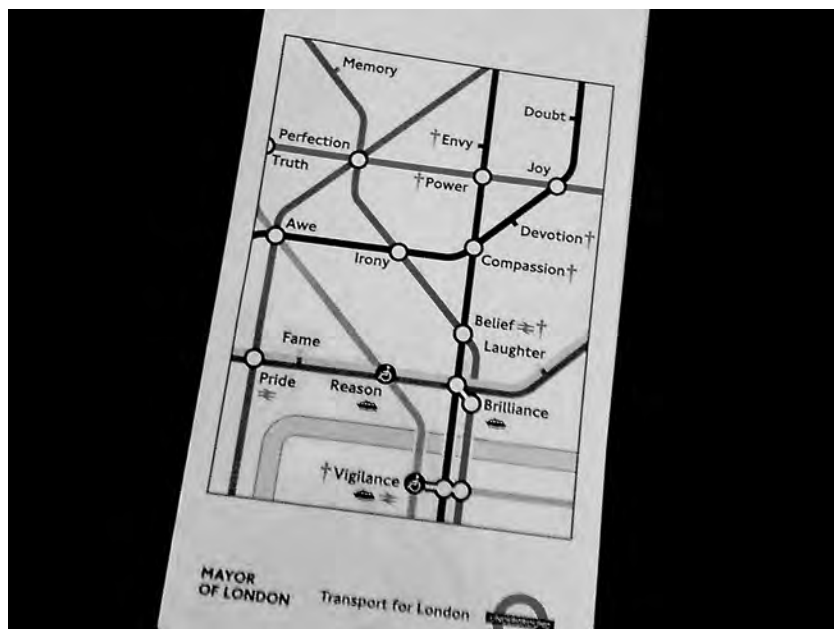 Memory
Doubt
†Envy
Perfection
Joy
Truth
†Power
Devotion†
Awe
Irony
Compassion†
Belief †
Laughter
Fame
Pride
Reason
Brilliance
†Vigilance
MAYOR
OF LONDON
Transport for London